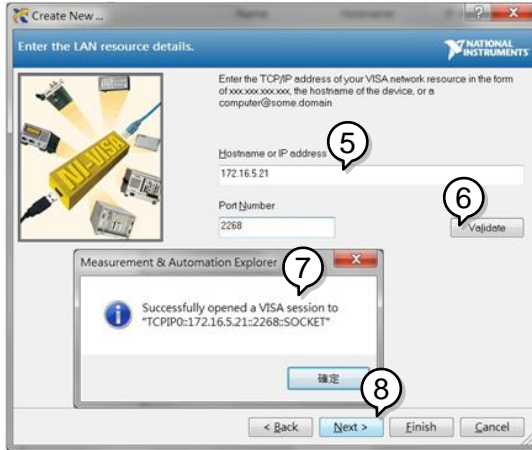 Create New ...
Enter the LAN resource details.
NATIONAL
INSTRUMENTS
Enter the TCP/IP address of your VISA network resource in the form
of xxx.xxx.xxx.xxx, the hostname of the device, or a
computer@some.domain
Hostname or IP address
5
172.16.5.21
Port Number
6
2268
Validate
Measurement & Automation Explorer
7
Successfully opened a VISA session to
"TCPIP0::172.16.5.21::2268::SOCKET"
確定
8
< Back
Next >
Finish
Cancel
NI-VISA